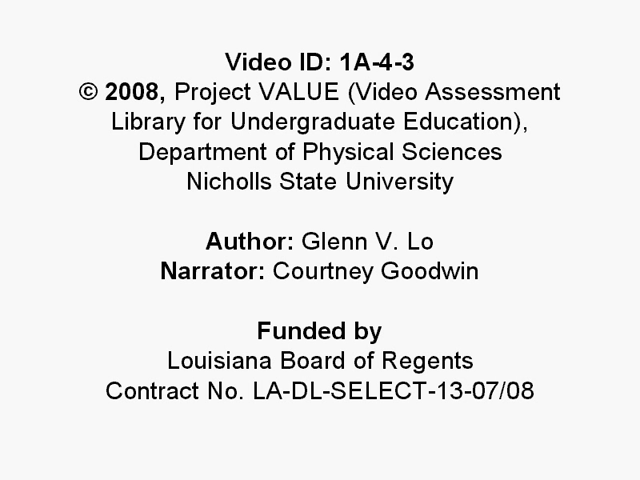 Video ID: 1A-4-3
© 2008, Project VALUE (Video Assessment
Library for Undergraduate Education),
Department of Physical Sciences
Nicholls State University
Author: Glenn V. Lo
Narrator: Courtney Goodwin
Funded by
Louisiana Board of Regents
Contract No. LA-DL-SELECT-13-07/08